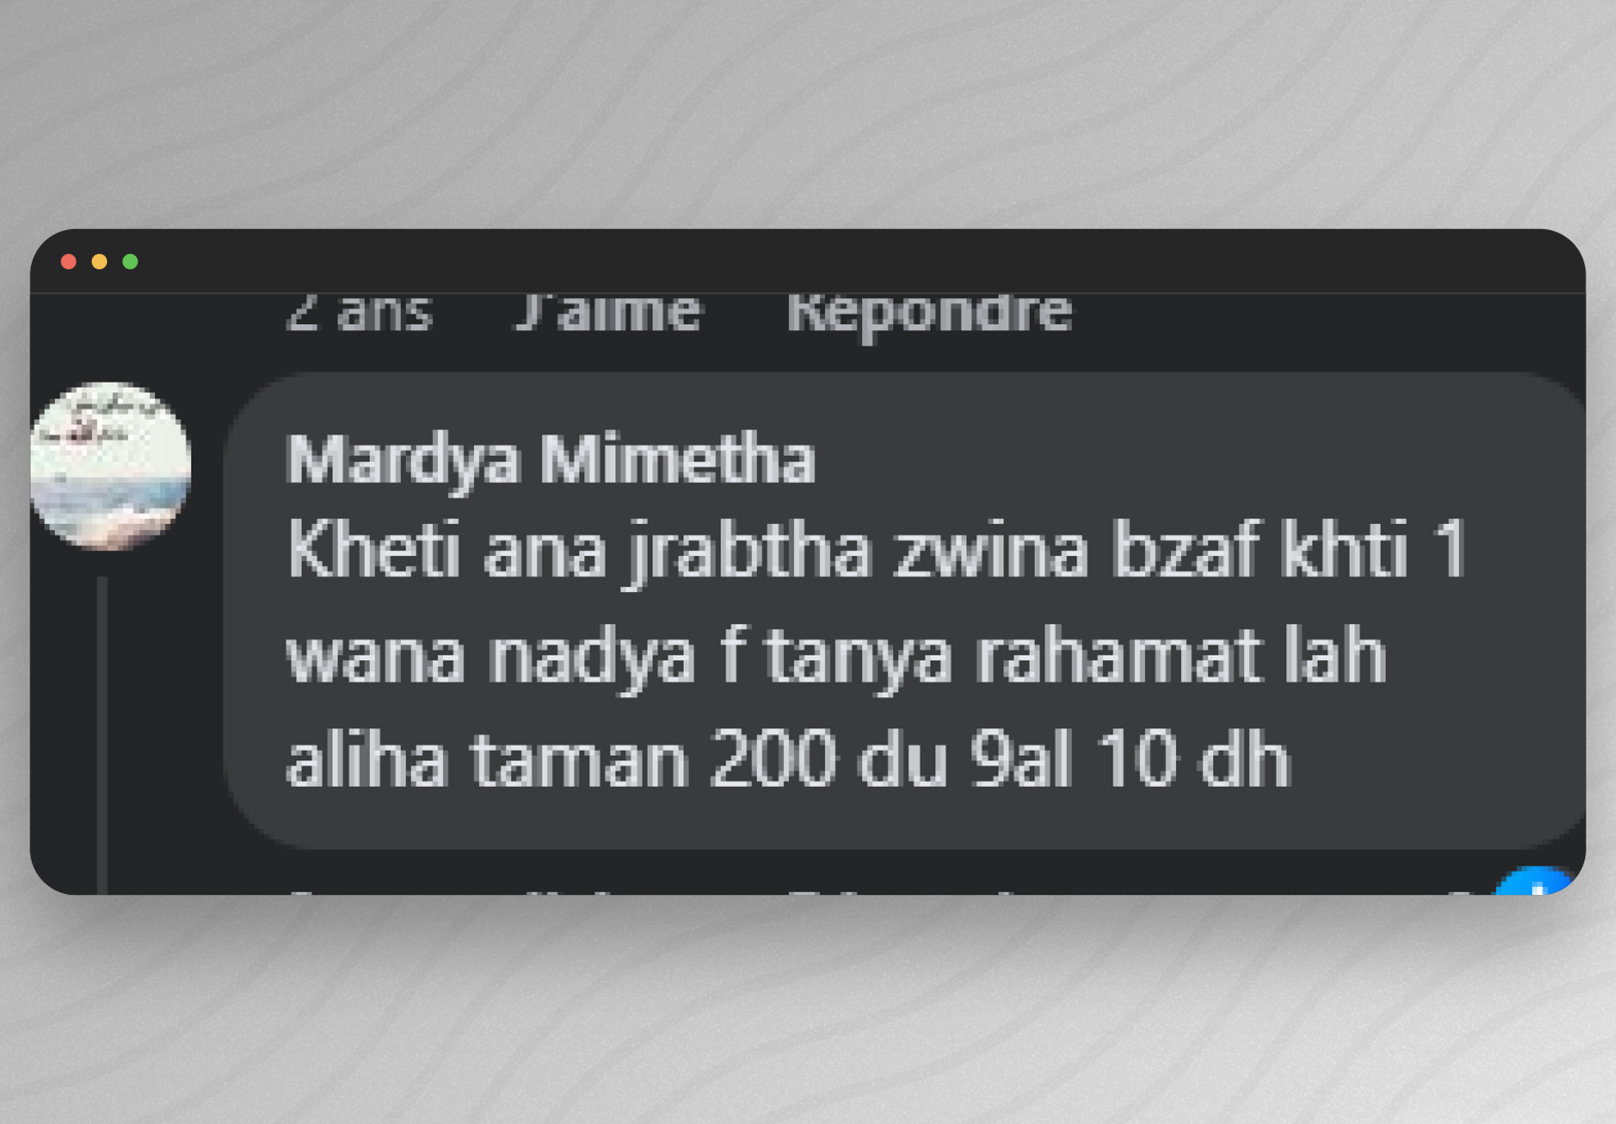 2 ans J'aime Répondre
Mardya Mimetha
Kheti ana jrabtha zwina bzaf khti 1
wana nadya f tanya rahamat lah
aliha taman 200 du 9al 10 dh